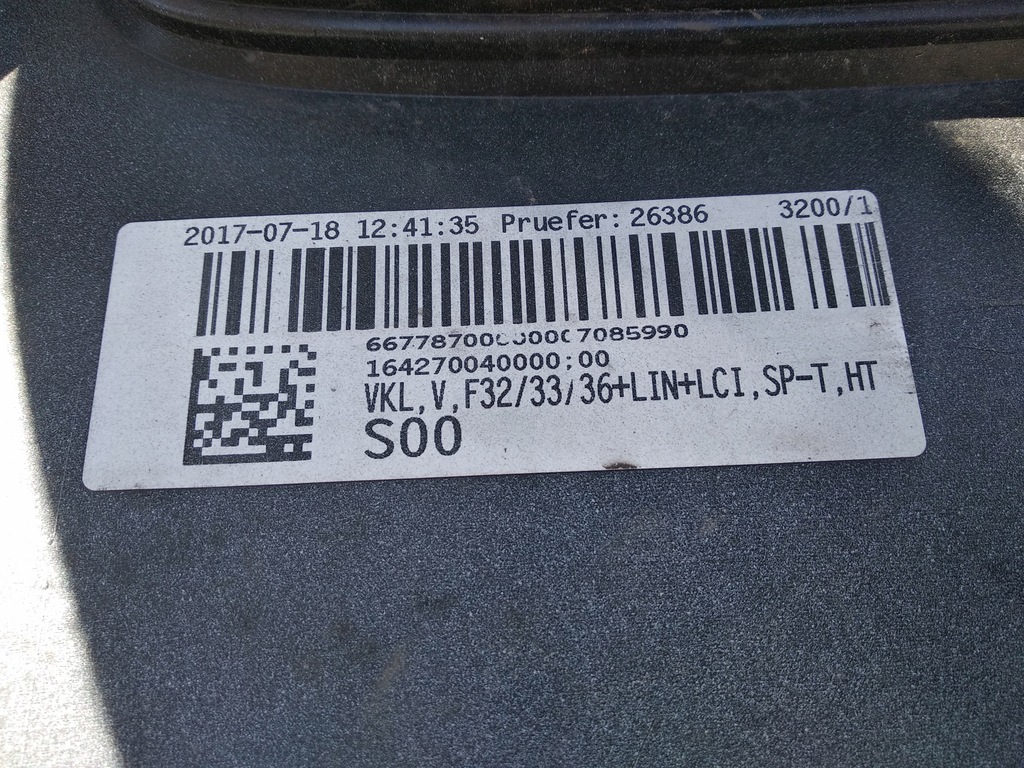 2017-07-18 12:41:35 Pruefer: 26386 3200/1
164270040000;00
VKL,V,F32/33/36+LIN+LCI,SP-T,HT
S00